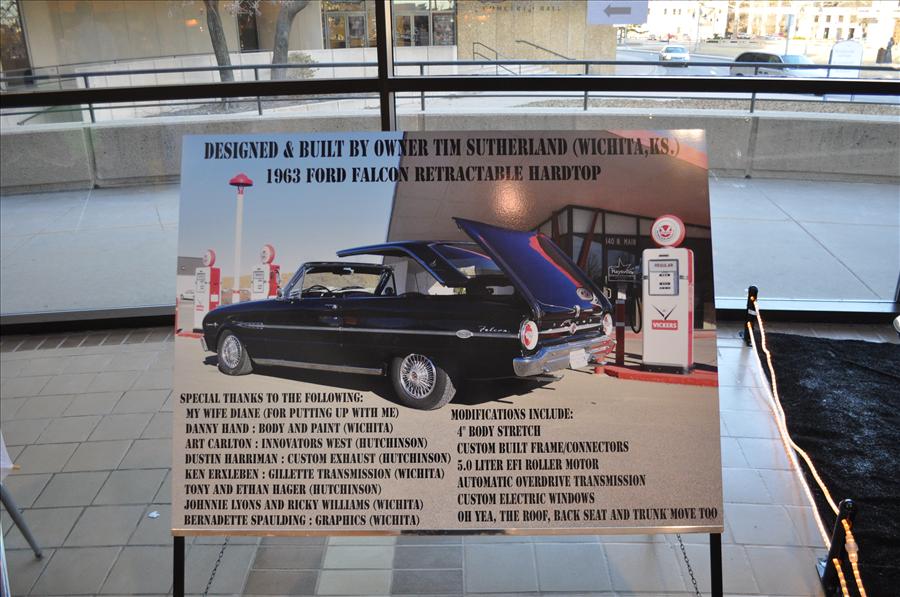 CONCERT HALL
DESIGNED & BUILT BY OWNER TIM SUTHERLAND (WICHITA,KS.)
1963 FORD FALCON RETRACTABLE HARDTOP
140 N. MAIN
REGULAR
VICKERS
Falcon
SPECIAL THANKS TO THE FOLLOWING:
MY WIFE DIANE (FOR PUTTING UP WITH ME)
DANNY HAND : BODY AND PAINT (WICHITA)
ART CARLTON : INNOVATORS WEST (HUTCHINSON)
DUSTIN HARRIMAN : CUSTOM EXHAUST (HUTCHINSON)
KEN ERNLEBEN : GILLETTE TRANSMISSION (WICHITA)
TONY AND ETHAN HAGER (HUTCHINSON)
JOHNNIE LYONS AND RICKY WILLIAMS (WICHITA)
BERNADETTE SPAULDING : GRAPHICS (WICHITA)
MODIFICATIONS INCLUDE:
4" BODY STRETCH
CUSTOM BUILT FRAME/CONNECTORS
5.0 LITER EFI ROLLER MOTOR
AUTOMATIC OVERDRIVE TRANSMISSION
CUSTOM ELECTRIC WINDOWS
OH YEA, THE ROOF, BACK SEAT AND TRUNK MOVE TOO